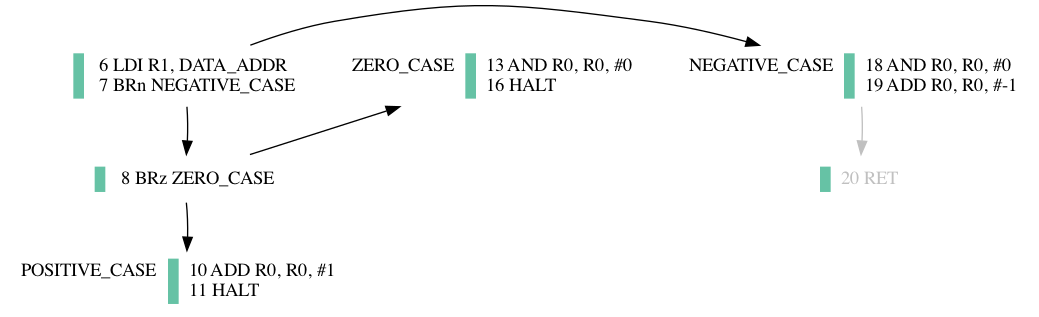 6 LDI R1, DATA_ADDR
7 BRn NEGATIVE_CASE
ZERO_CASE
13 AND R0, R0, #0
16 HALT
NEGATIVE_CASE
18 AND R0, R0, #0
19 ADD R0, R0, #-1
8 BRz ZERO_CASE
20 RET
POSITIVE_CASE
10 ADD R0, R0, #1
11 HALT